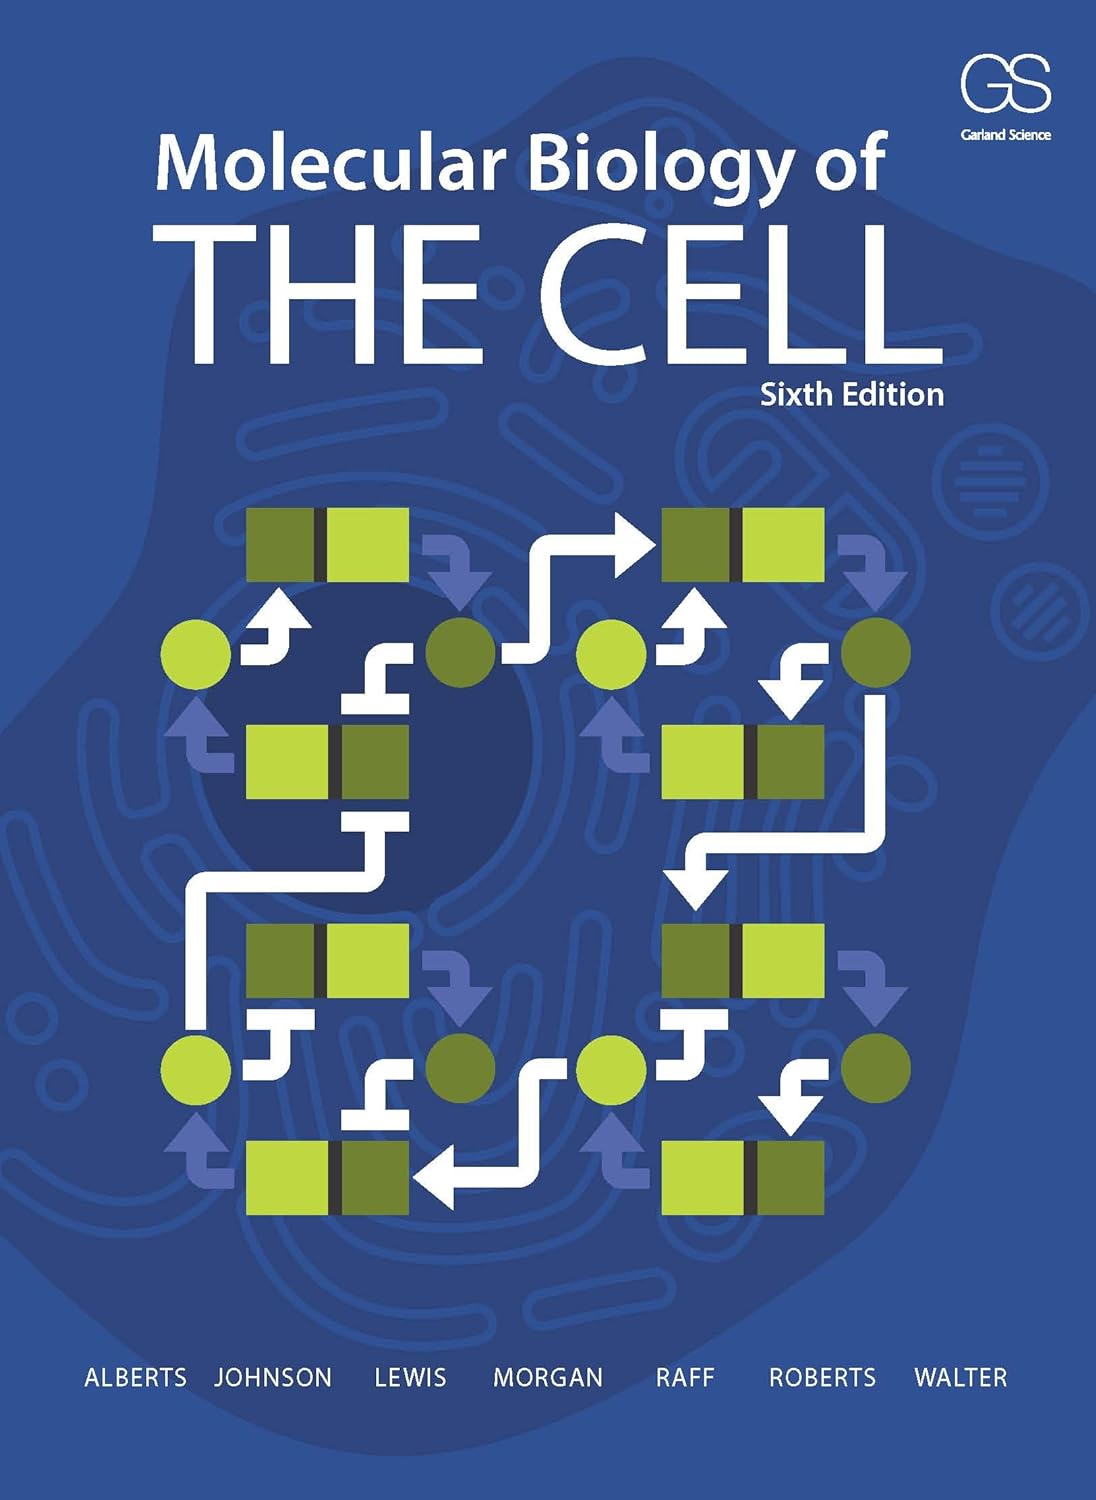 GS
Garland Science
Molecular Biology of
THE CELL
Sixth Edition
ALBERTS JOHNSON LEWIS MORGAN RAFF ROBERTS WALTER